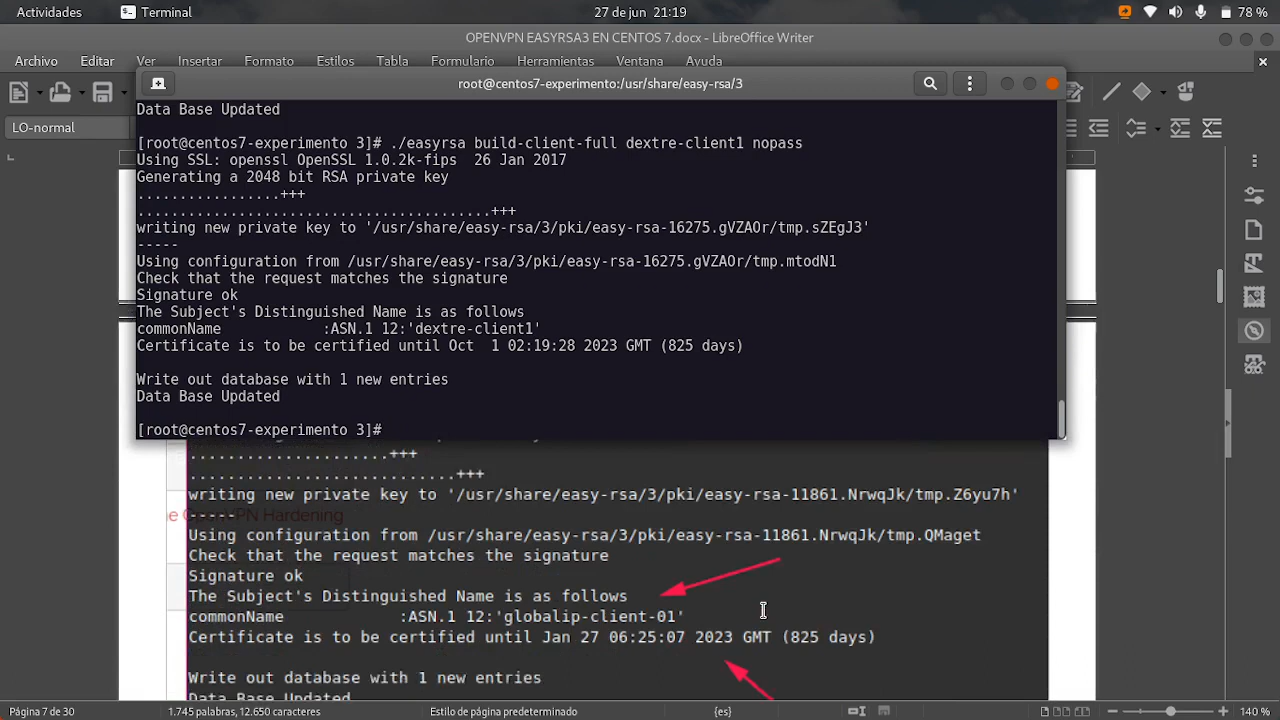 Actividades
Terminal
27 de jun 21:19
78 %
OPENVPN EASYRSA3 EN CENTOS 7.docx - LibreOffice Writer
Archivo Editar Ver Insertar Formato Estilos Tabla Formulario Herramientas Ventana Ayuda
root@centos7-experimento:/usr/share/easy-rsa/3
LO-normal
Data Base Updated
[root@centos7-experimento 3]# ./easyrsa build-client-full dextre-client1 nopass
Using SSL: openssl OpenSSL 1.0.2k-fips  26 Jan 2017
Generating a 2048 bit RSA private key
.................+++
..........................................+++
writing new private key to '/usr/share/easy-rsa/3/pki/easy-rsa-16275.gVZAOr/tmp.sZEgJ3'
-----
Using configuration from /usr/share/easy-rsa/3/pki/easy-rsa-16275.gVZAOr/tmp.mtodN1
Check that the request matches the signature
Signature ok
The Subject's Distinguished Name is as follows
commonName            :ASN.1 12:'dextre-client1'
Certificate is to be certified until Oct  1 02:19:28 2023 GMT (825 days)
Write out database with 1 new entries
Data Base Updated
[root@centos7-experimento 3]#
.....................+++
............................+++
writing new private key to '/usr/share/easy-rsa/3/pki/easy-rsa-11861.NrwqJk/tmp.Z6yu7h'
OpenVPN Hardening
-----
Using configuration from /usr/share/easy-rsa/3/pki/easy-rsa-11861.NrwqJk/tmp.QMaget
Check that the request matches the signature
Signature ok
The Subject's Distinguished Name is as follows
commonName            :ASN.1 12:'globalip-client-01'
Certificate is to be certified until Jan 27 06:25:07 2023 GMT (825 days)
Write out database with 1 new entries
Data Base Updated
Página 7 de 30
1.745 palabras, 12.650 caracteres
Estilo de página predeterminado
{es}
140 %